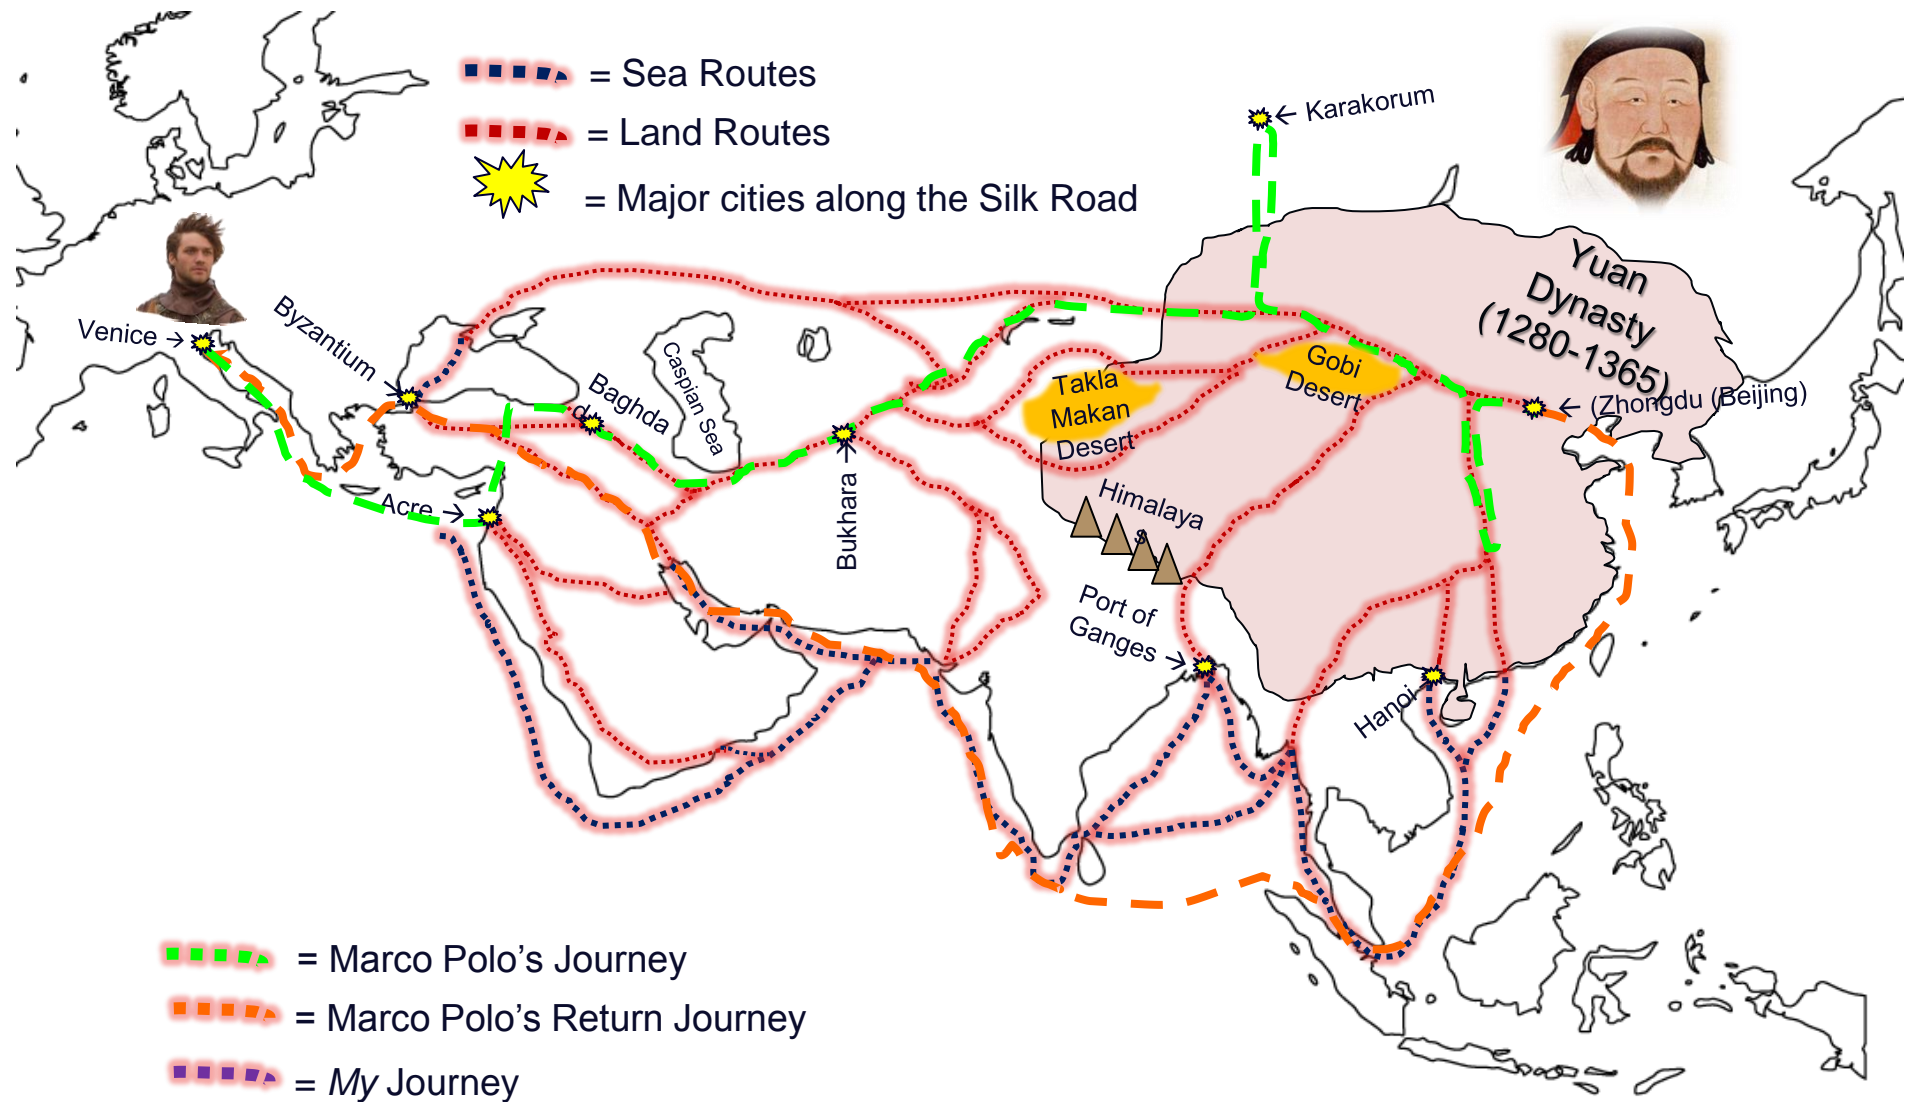 = Sea Routes
= Land Routes
= Major cities along the Silk Road
← Karakorum
Yuan
Dynasty
(1280-1365)
Venice →
Byzantium
Baghda
d
Caspian Sea
Takla
Makan
Desert
Gobi
Desert
← (Zhongdu (Beijing)
Acre →
Bukhara
Himalaya
s
Port of
Ganges →
Hanoi
= Marco Polo’s Journey
= Marco Polo’s Return Journey
= My Journey